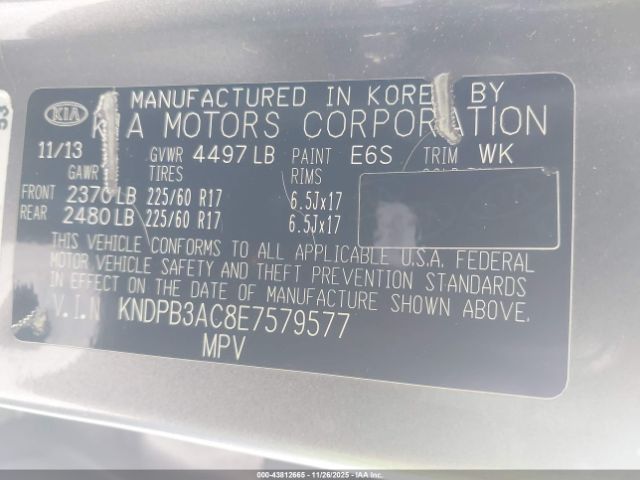 KIA
MANUFACTURED IN KOREA BY
KIA MOTORS CORPORATION
11/13 GVWR 4497 LB PAINT E6S TRIM WK
GAWR TIRES RIMS
FRONT 2370 LB 225/60 R17 6.5Jx17
REAR 2480 LB 225/60 R17 6.5Jx17
THIS VEHICLE CONFORMS TO ALL APPLICABLE U.S.A. FEDERAL
MOTOR VEHICLE SAFETY AND THEFT PREVENTION STANDARDS
IN EFFECT ON THE DATE OF MANUFACTURE SHOWN ABOVE.
V.I.N KNDPB3AC8E7579577
MPV
000-43812665 - 11/26/2025 - IAAI.COM